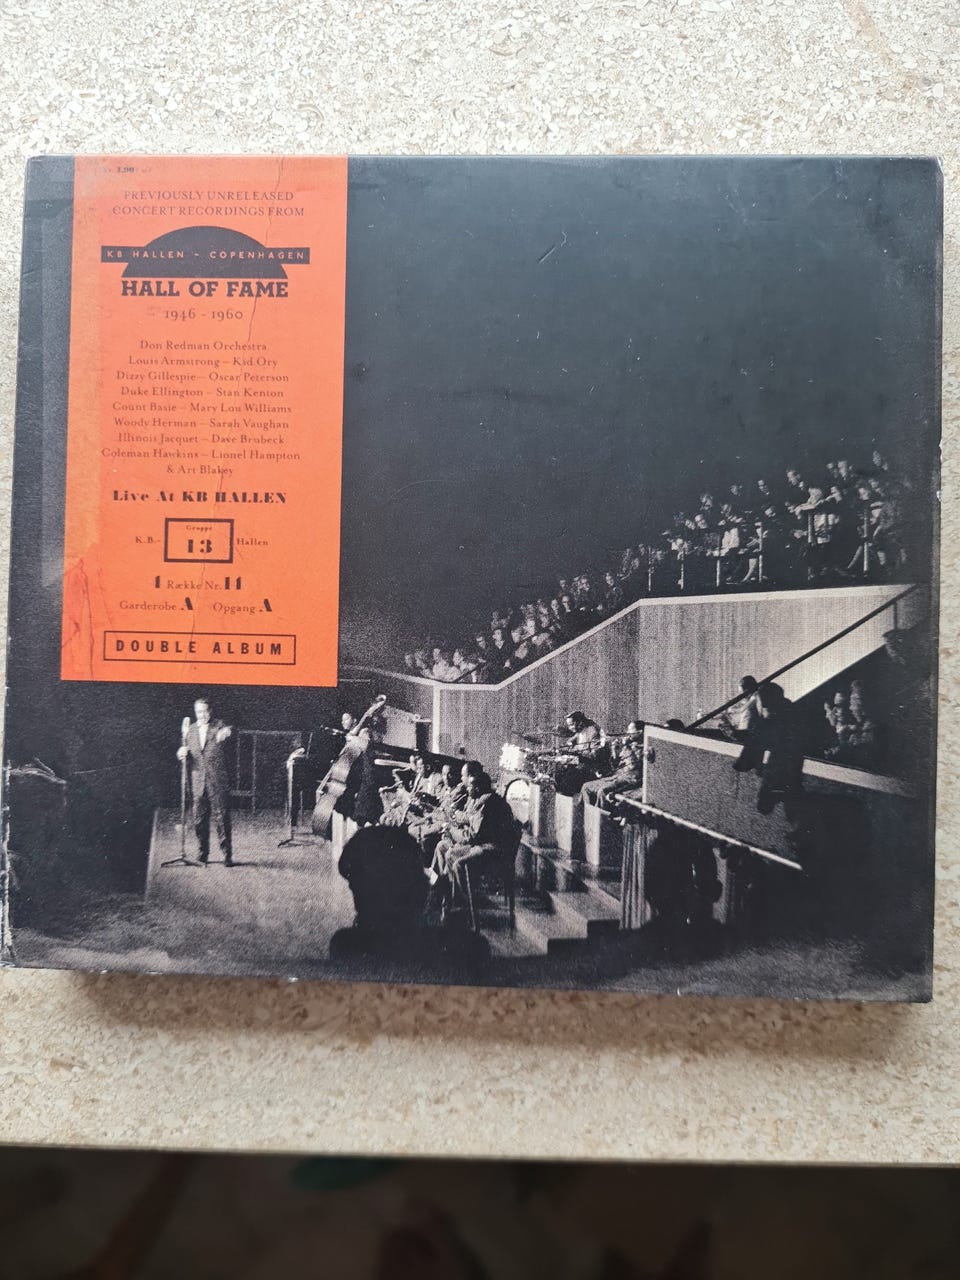 PREVIOUSLY UNRELEASED
CONCERT RECORDINGS FROM
KB HALLEN - COPENHAGEN
HALL OF FAME
1946 - 1960
Don Redman Orchestra
Louis Armstrong – Kid Ory
Dizzy Gillespie – Oscar Peterson
Duke Ellington – Stan Kenton
Count Basie – Mary Lou Williams
Woody Herman – Sarah Vaughan
Illinois Jacquet – Dave Brubeck
Coleman Hawkins – Lionel Hampton
& Art Blakey
Live At KB HALLEN
Gruppe
K.B.- 13 Hallen
1 Række Nr. 11
Garderobe A Opgang A
DOUBLE ALBUM